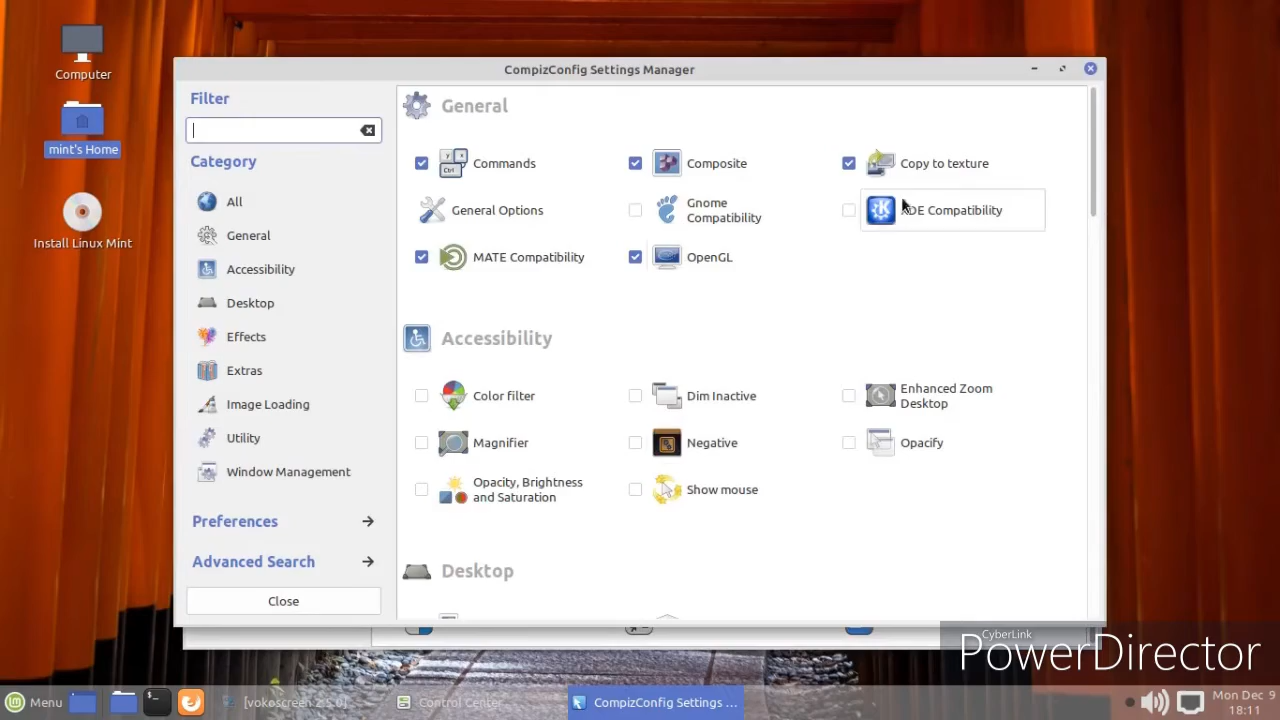 Computer
mint's Home
Install Linux Mint
CompizConfig Settings Manager
Filter
Category
All
General
Accessibility
Desktop
Effects
Extras
Image Loading
Utility
Window Management
Preferences
Advanced Search
Close
General
Commands
Composite
Copy to texture
General Options
Gnome
Compatibility
KDE Compatibility
MATE Compatibility
OpenGL
Accessibility
Color filter
Dim Inactive
Enhanced Zoom
Desktop
Magnifier
Negative
Opacify
Opacity, Brightness
and Saturation
Show mouse
Desktop
CyberLink
PowerDirector
Menu
[vokoscreen 2.5.0]
Control Center
CompizConfig Settings ...
Mon Dec 9
18:11